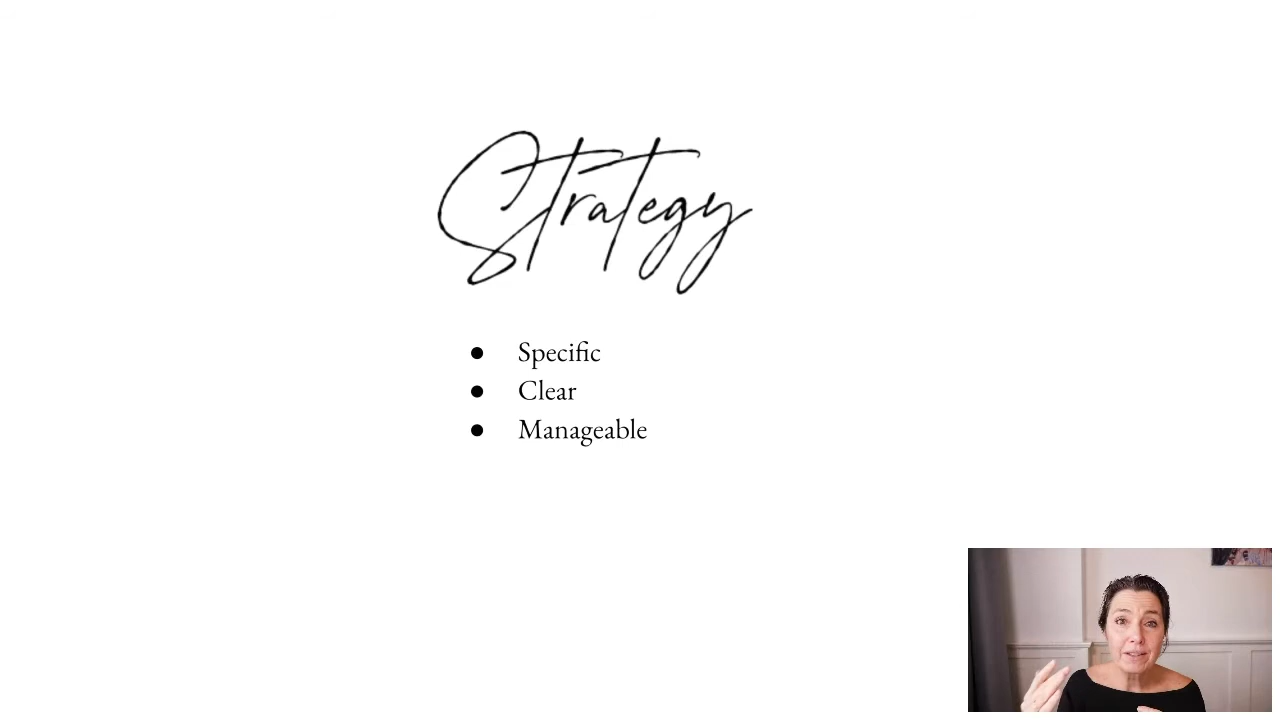 Strategy
● Specific
● Clear
● Manageable